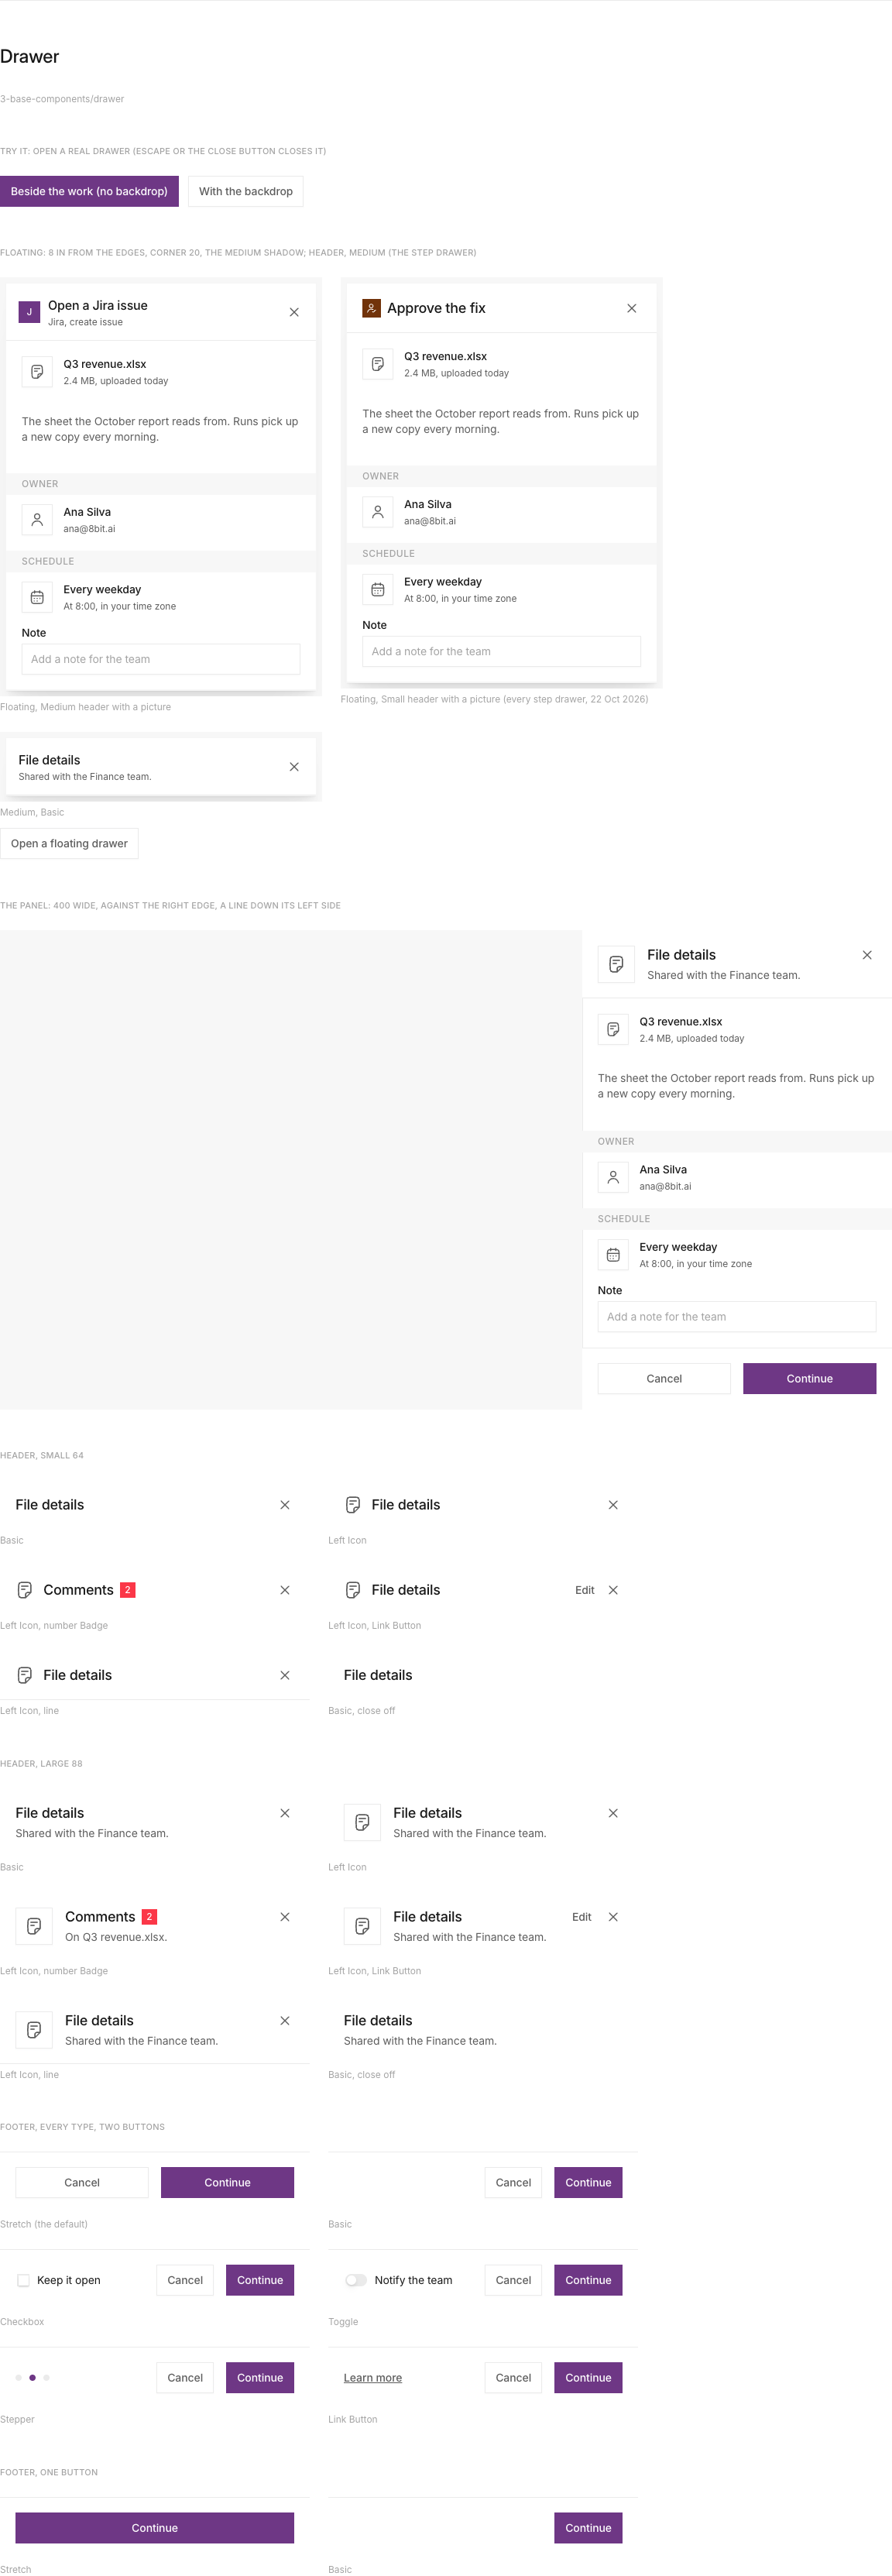 Drawer
3-base-components/drawer
TRY IT: OPEN A REAL DRAWER (ESCAPE OR THE CLOSE BUTTON CLOSES IT)
Beside the work (no backdrop)
With the backdrop
FLOATING: 8 IN FROM THE EDGES, CORNER 20, THE MEDIUM SHADOW; HEADER, MEDIUM (THE STEP DRAWER)
J
Open a Jira issue
Jira, create issue
Q3 revenue.xlsx
2.4 MB, uploaded today
The sheet the October report reads from. Runs pick up
a new copy every morning.
OWNER
Ana Silva
ana@8bit.ai
SCHEDULE
Every weekday
At 8:00, in your time zone
Note
Add a note for the team
Floating, Medium header with a picture
Approve the fix
Q3 revenue.xlsx
2.4 MB, uploaded today
The sheet the October report reads from. Runs pick up
a new copy every morning.
OWNER
Ana Silva
ana@8bit.ai
SCHEDULE
Every weekday
At 8:00, in your time zone
Note
Add a note for the team
Floating, Small header with a picture (every step drawer, 22 Oct 2026)
File details
Shared with the Finance team.
Medium, Basic
Open a floating drawer
THE PANEL: 400 WIDE, AGAINST THE RIGHT EDGE, A LINE DOWN ITS LEFT SIDE
File details
Shared with the Finance team.
Q3 revenue.xlsx
2.4 MB, uploaded today
The sheet the October report reads from. Runs pick up
a new copy every morning.
OWNER
Ana Silva
ana@8bit.ai
SCHEDULE
Every weekday
At 8:00, in your time zone
Note
Add a note for the team
Cancel
Continue
HEADER, SMALL 64
File details
Basic
File details
Left Icon
Comments 2
Left Icon, number Badge
File details Edit
Left Icon, Link Button
File details
Left Icon, line
File details
Basic, close off
HEADER, LARGE 88
File details
Shared with the Finance team.
Basic
File details
Shared with the Finance team.
Left Icon
Comments 2
On Q3 revenue.xlsx.
Left Icon, number Badge
File details Edit
Shared with the Finance team.
Left Icon, Link Button
File details
Shared with the Finance team.
Left Icon, line
File details
Shared with the Finance team.
Basic, close off
FOOTER, EVERY TYPE, TWO BUTTONS
Cancel Continue
Stretch (the default)
Cancel Continue
Basic
Keep it open Cancel Continue
Checkbox
Notify the team Cancel Continue
Toggle
Cancel Continue
Stepper
Learn more Cancel Continue
Link Button
FOOTER, ONE BUTTON
Continue
Stretch
Continue
Basic